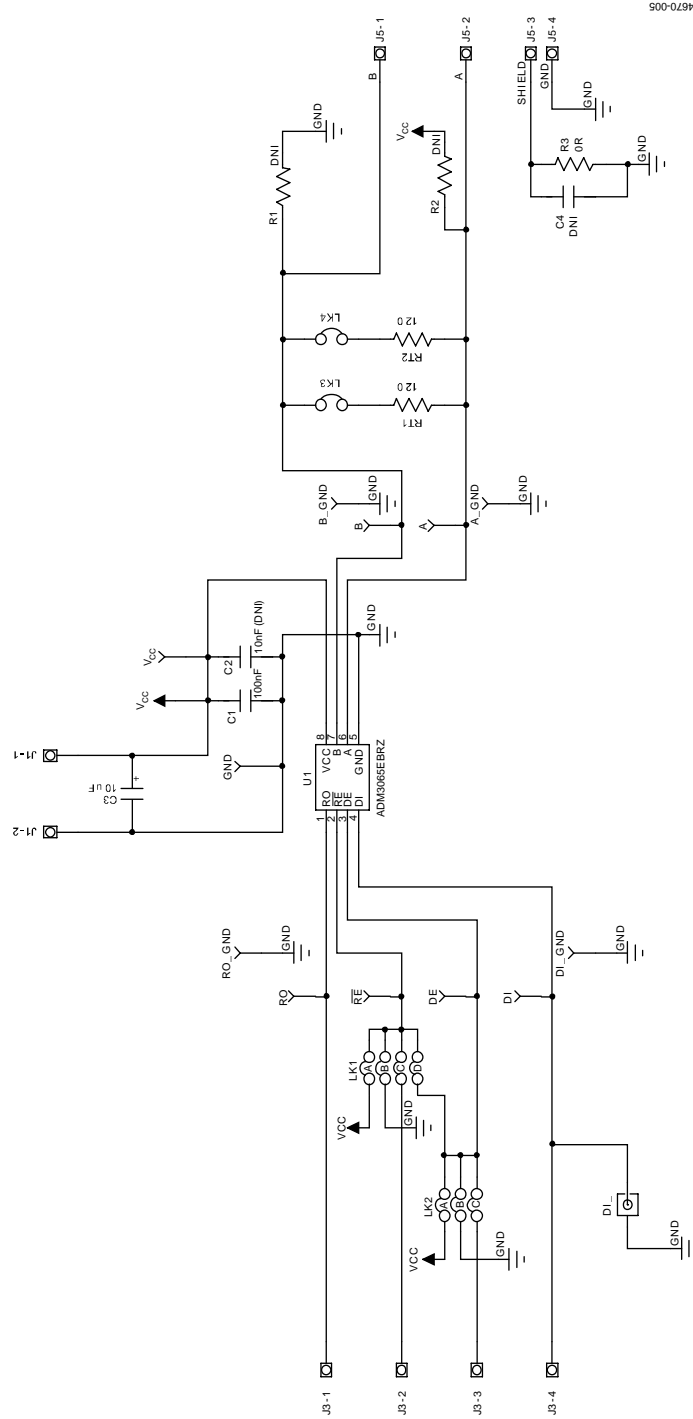 4670-005
J5-1
J5-2
J5-3
J5-4
B
A
SHIELD
GND
GND
DNI
GND
R1
VCC
DNI
R2
R3
0R
C4
DNI
GND
LK4
120
RT2
LK3
120
RT1
B_GND
GND
B
A
A_GND
GND
VCC
VCC
C2
10nF (DNI)
C1
100nF
GND
GND
J1-1
J1-2
C3
10 uF
+
U1
8
7
6
5
VCC
B
A
GND
RO
RE
DE
DI
1
2
3
4
ADM3065EBRZ
RO_GND
GND
RO
RE
DE
DI
DI_GND
GND
LK1
A
B
C
D
VCC
GND
LK2
A
B
C
VCC
GND
DI_
GND
J3-1
J3-2
J3-3
J3-4